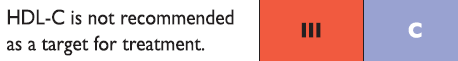 HDL-C is not recommended
as a target for treatment.
III
C